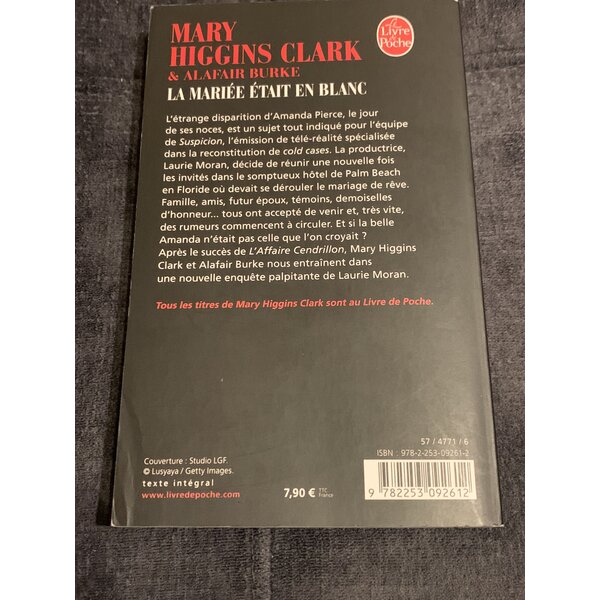 MARY
HIGGINS CLARK
& ALAFAIR BURKE
LA MARIÉE ÉTAIT EN BLANC
Le Livre de Poche
L'étrange disparition d'Amanda Pierce, le jour
de ses noces, est un sujet tout indiqué pour l'équipe
de Suspicion, l'émission de télé-réalité spécialisée
dans la reconstitution de cold cases. La productrice,
Laurie Moran, décide de réunir une nouvelle fois
les invités dans le somptueux hôtel de Palm Beach
en Floride où devait se dérouler le mariage de rêve.
Famille, amis, futur époux, témoins, demoiselles
d'honneur... tous ont accepté de venir et, très vite,
des rumeurs commencent à circuler. Et si la belle
Amanda n'était pas celle que l'on croyait ?
Après le succès de L'Affaire Cendrillon, Mary Higgins
Clark et Alafair Burke nous entraînent dans
une nouvelle enquête palpitante de Laurie Moran.
Tous les titres de Mary Higgins Clark sont au Livre de Poche.
Couverture : Studio LGF.
© Lusyaya / Getty Images.
texte intégral
www.livredepoche.com
7,90 € TTC
France
57 / 4771 / 6
ISBN : 978-2-253-09261-2
9 782253 092612